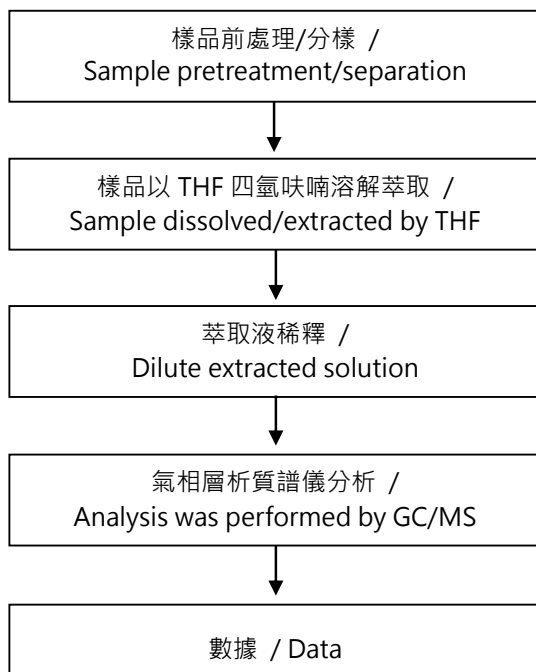 樣品前處理/分樣 /
Sample pretreatment/separation
樣品以 THF 四氫呋喃溶解萃取 /
Sample dissolved/extracted by THF
萃取液稀釋 /
Dilute extracted solution
氣相層析質譜儀分析 /
Analysis was performed by GC/MS
數據 / Data